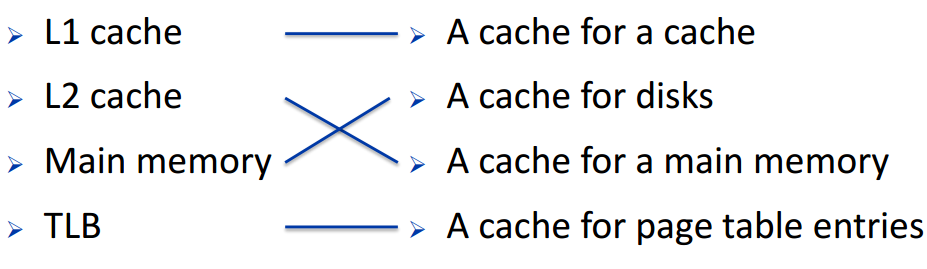 L1 cache A cache for a cache
L2 cache A cache for disks
Main memory A cache for a main memory
TLB A cache for page table entries